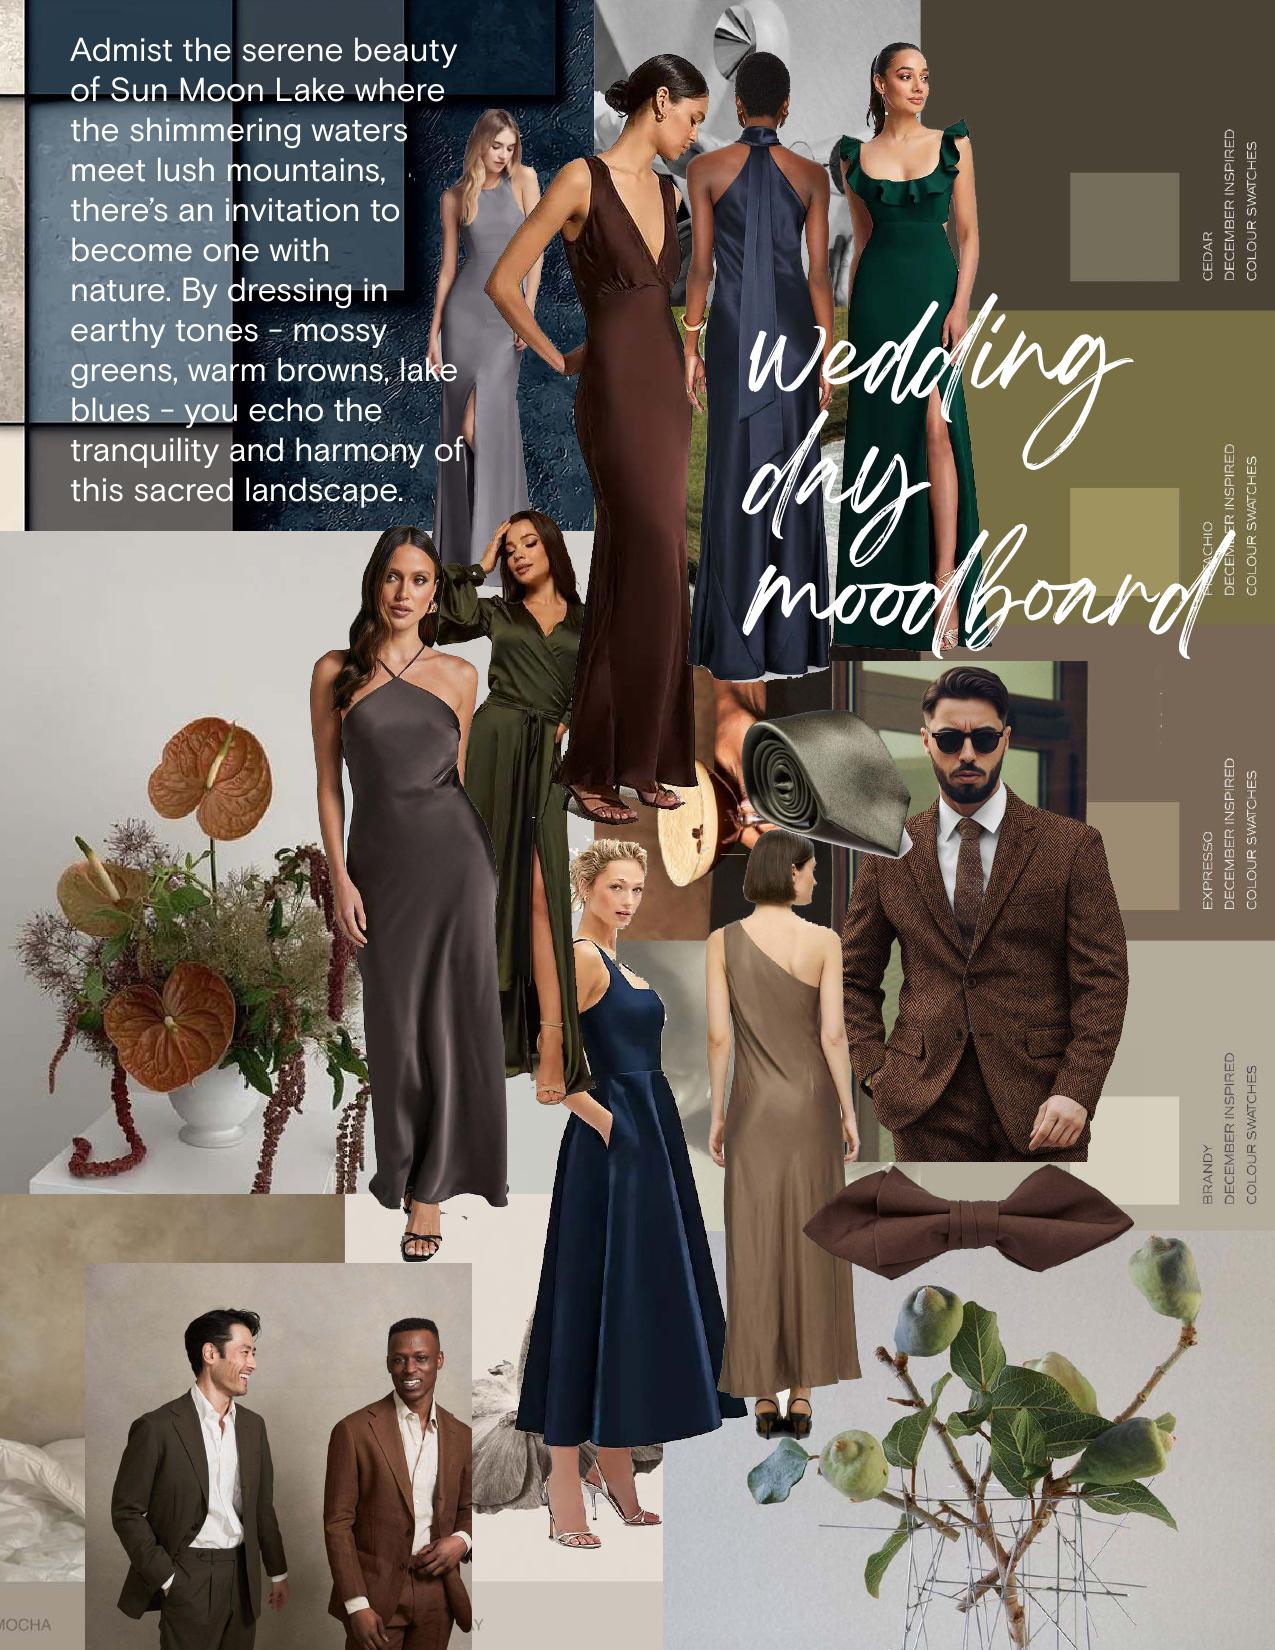 Admist the serene beauty
of Sun Moon Lake where
the shimmering waters
meet lush mountains,
there's an invitation to
become one with
nature. By dressing in
earthy tones – mossy
greens, warm browns, lake
blues – you echo the
tranquility and harmony of
this sacred landscape.
wedding
day
moodboard
CEDAR
DECEMBER INSPIRED
COLOUR SWATCHES
DECEMBER INSPIRED
COLOUR SWATCHES
EXPRESSO
DECEMBER INSPIRED
COLOUR SWATCHES
BRANDY
DECEMBER INSPIRED
COLOUR SWATCHES
MOCHA